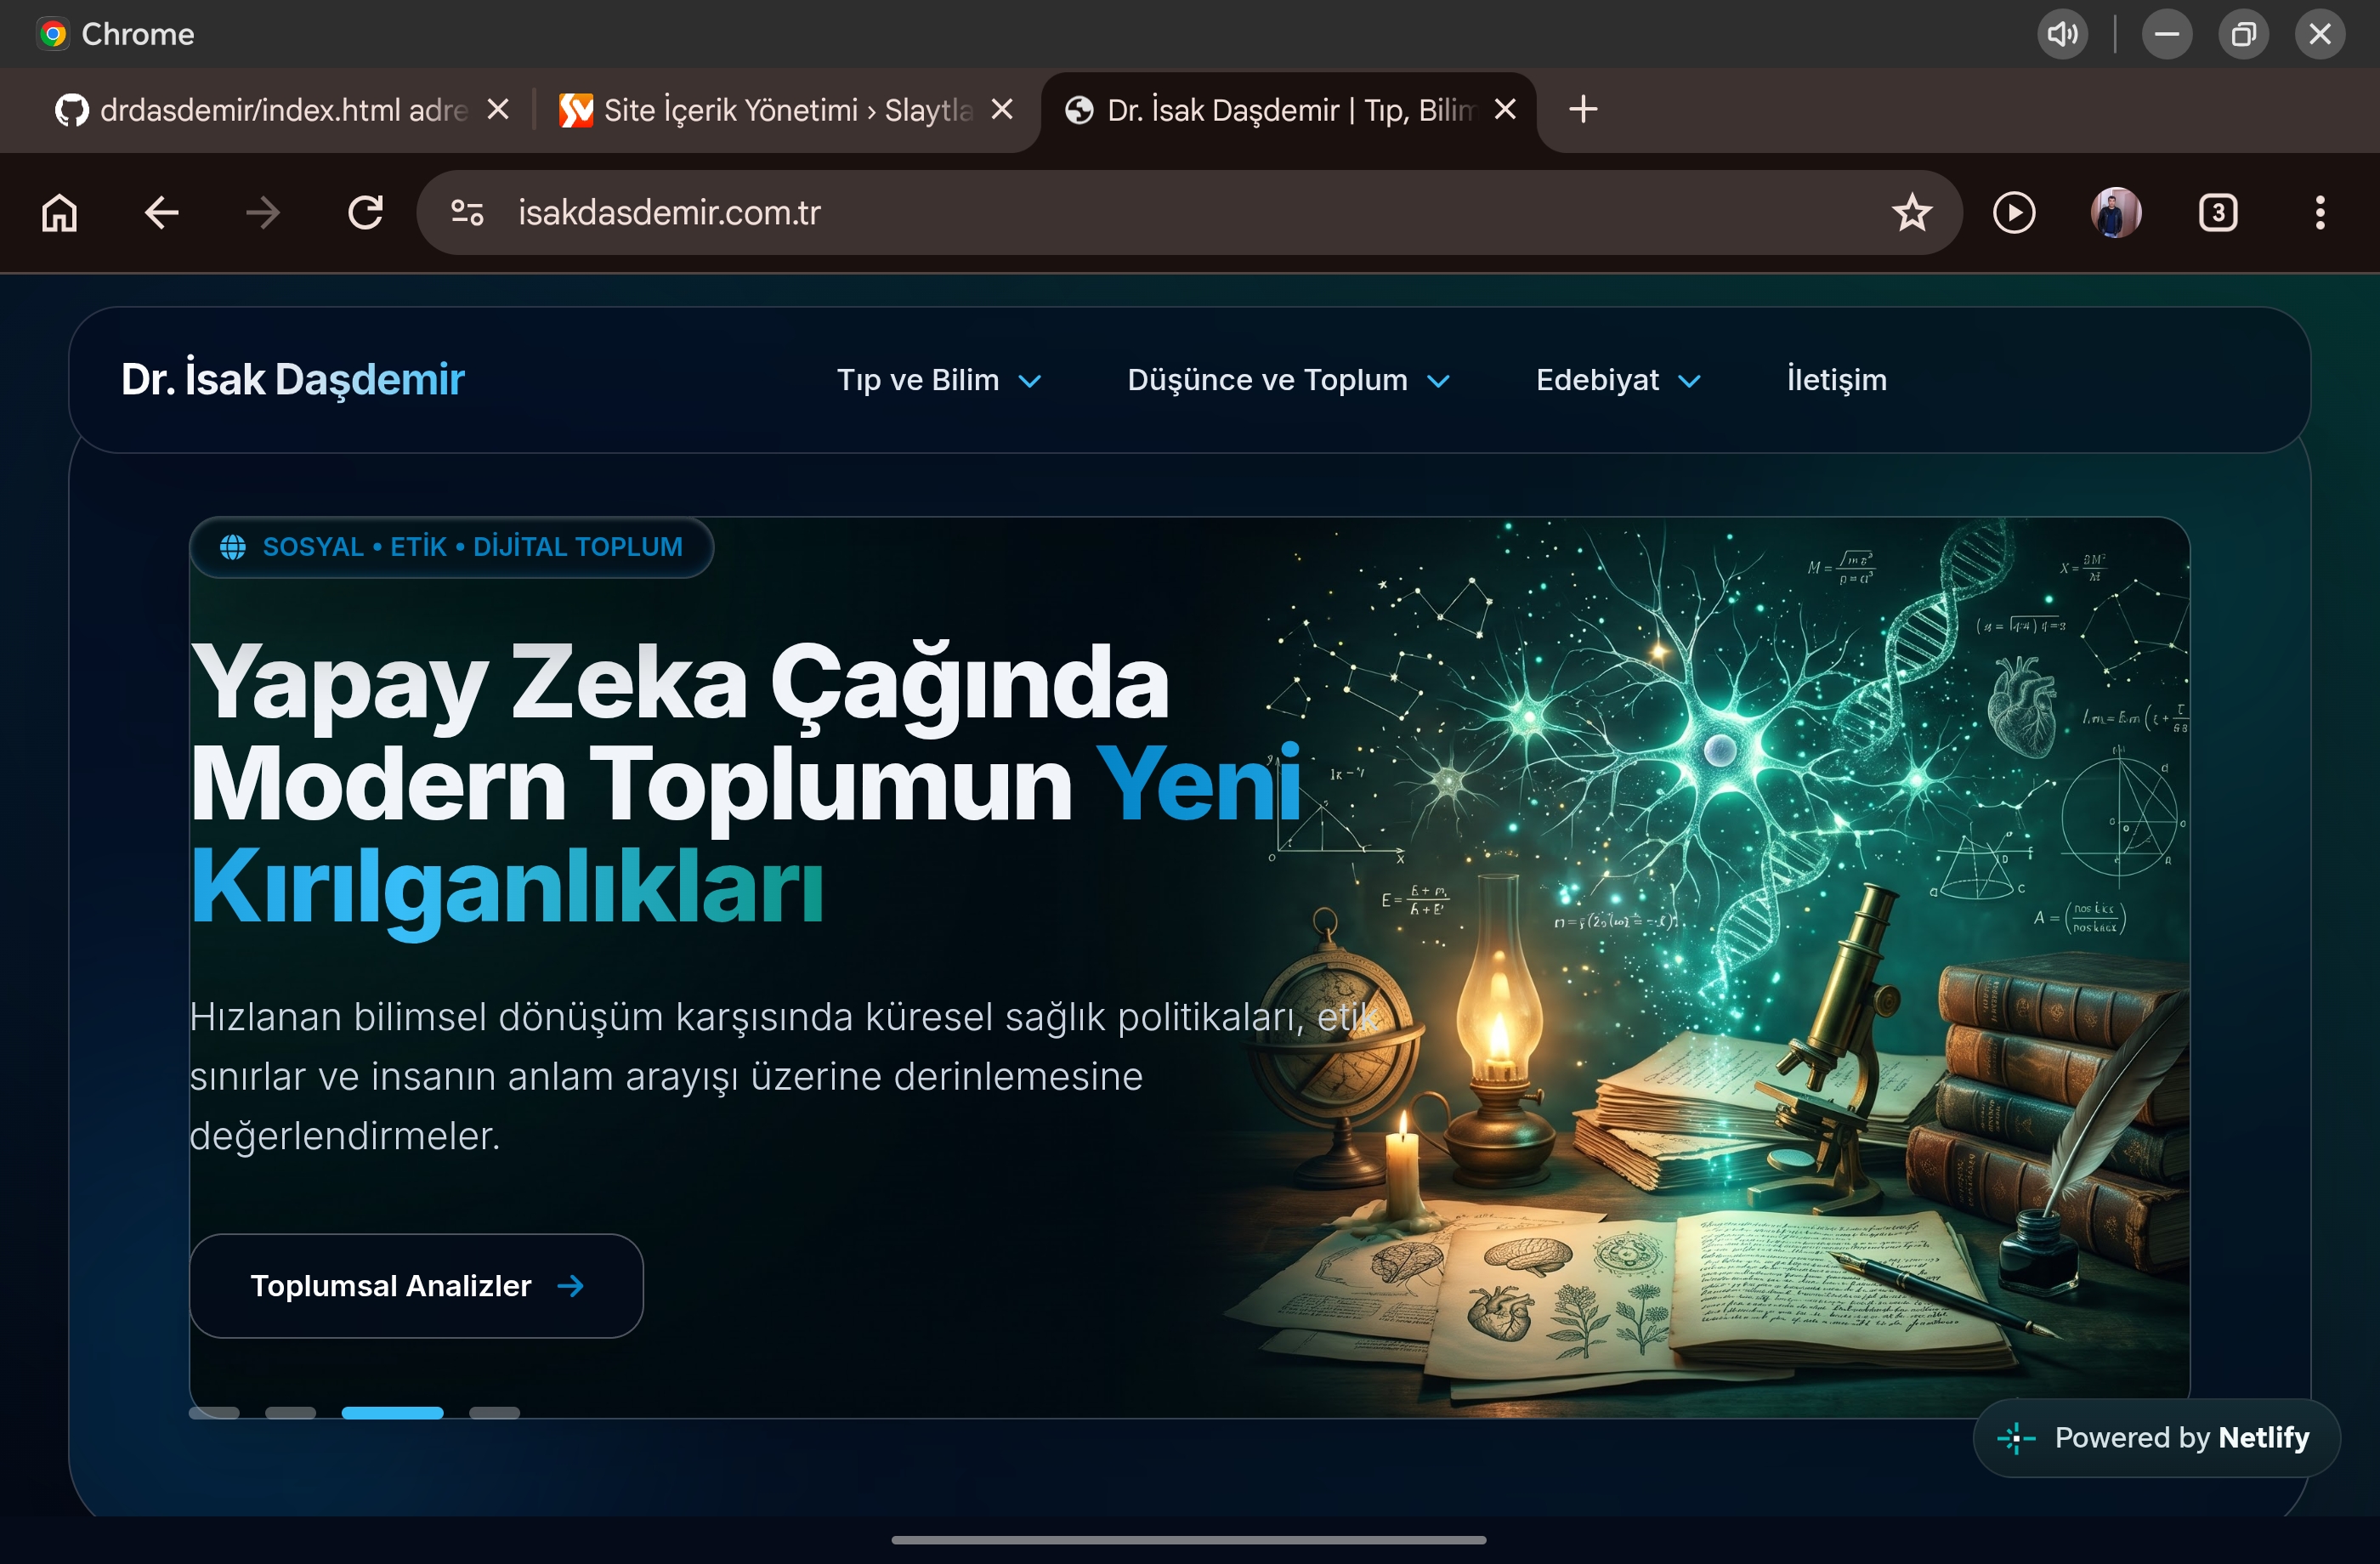 Chrome
drdasdemir/index.html adre
Site İçerik Yönetimi › Slaytla
Dr. İsak Daşdemir | Tıp, Bilim
isakdasdemir.com.tr
3
Dr. İsak Daşdemir
Tıp ve Bilim
Düşünce ve Toplum
Edebiyat
İletişim
SOSYAL • ETİK • DİJİTAL TOPLUM
Yapay Zeka Çağında
Modern Toplumun Yeni
Kırılganlıkları
Hızlanan bilimsel dönüşüm karşısında küresel sağlık politikaları, etik
sınırlar ve insanın anlam arayışı üzerine derinlemesine
değerlendirmeler.
Toplumsal Analizler
Powered by Netlify